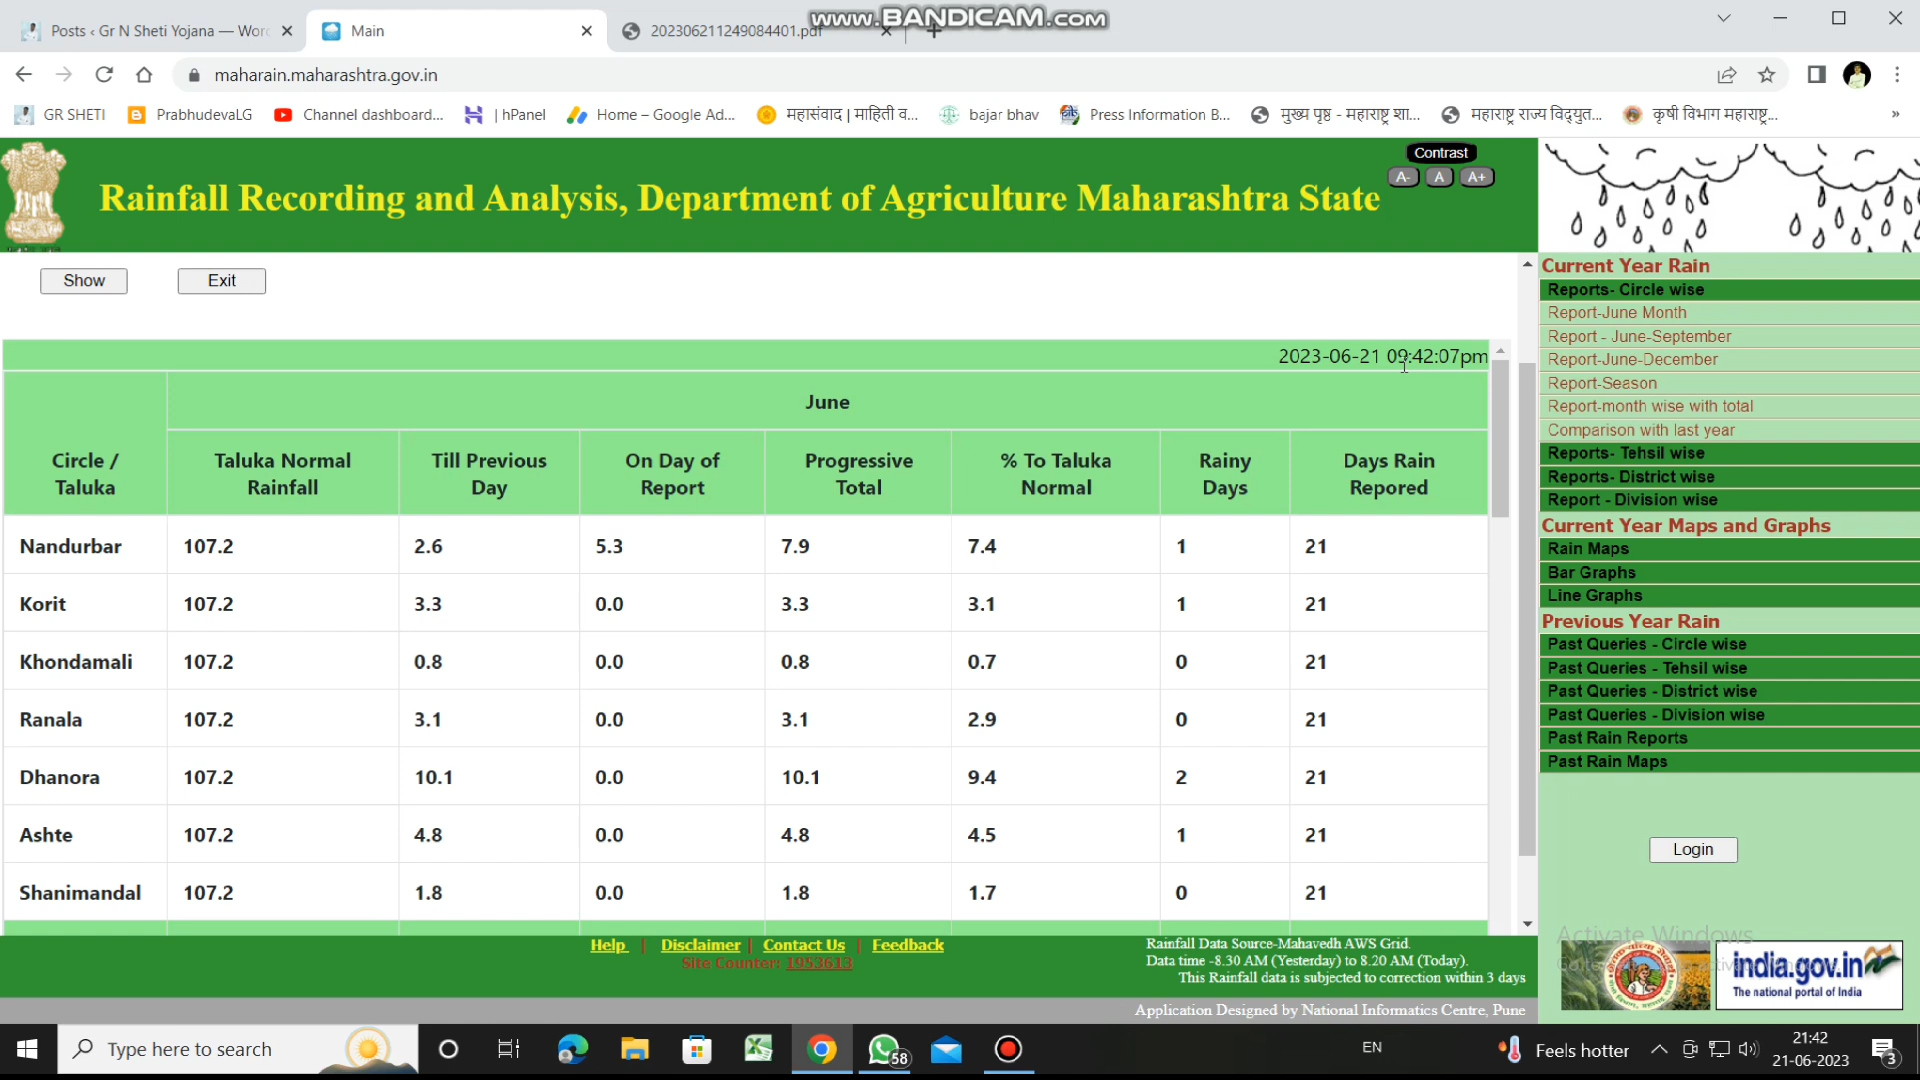 www.BANDICAM.com
Posts ‹ Gr N Sheti Yojana — Wor
Main
202306211249084401.pdf
maharain.maharashtra.gov.in
GR SHETI
PrabhudevaLG
Channel dashboard...
| hPanel
Home – Google Ad...
महासंवाद | माहिती व...
bajar bhav
Press Information B...
मुख्य पृष्ठ - महाराष्ट्र शा...
महाराष्ट्र राज्य विद्युत...
कृषी विभाग महाराष्ट्र...
»
Contrast
A- A A+
Rainfall Recording and Analysis, Department of Agriculture Maharashtra State
Show Exit
2023-06-21 09:42:07pm
June
Circle / Taluka Taluka Normal Rainfall Till Previous Day On Day of Report Progressive Total % To Taluka Normal Rainy Days Days Rain Repored
Nandurbar 107.2 2.6 5.3 7.9 7.4 1 21
Korit 107.2 3.3 0.0 3.3 3.1 1 21
Khondamali 107.2 0.8 0.0 0.8 0.7 0 21
Ranala 107.2 3.1 0.0 3.1 2.9 0 21
Dhanora 107.2 10.1 0.0 10.1 9.4 2 21
Ashte 107.2 4.8 0.0 4.8 4.5 1 21
Shanimandal 107.2 1.8 0.0 1.8 1.7 0 21
Current Year Rain
Reports- Circle wise
Report-June Month
Report - June-September
Report-June-December
Report-Season
Report-month wise with total
Comparison with last year
Reports- Tehsil wise
Reports- District wise
Report - Division wise
Current Year Maps and Graphs
Rain Maps
Bar Graphs
Line Graphs
Previous Year Rain
Past Queries - Circle wise
Past Queries - Tehsil wise
Past Queries - District wise
Past Queries - Division wise
Past Rain Reports
Past Rain Maps
Login
Activate Windows
Help | Disclaimer | Contact Us | Feedback
Site Counter: 1953613
Rainfall Data Source-Mahavedh AWS Grid.
Data time -8.30 AM (Yesterday) to 8.20 AM (Today).
This Rainfall data is subjected to correction within 3 days
india.gov.in
The national portal of India
Application Designed by National Informatics Centre, Pune
Type here to search
58
EN
Feels hotter
21:42
21-06-2023
3